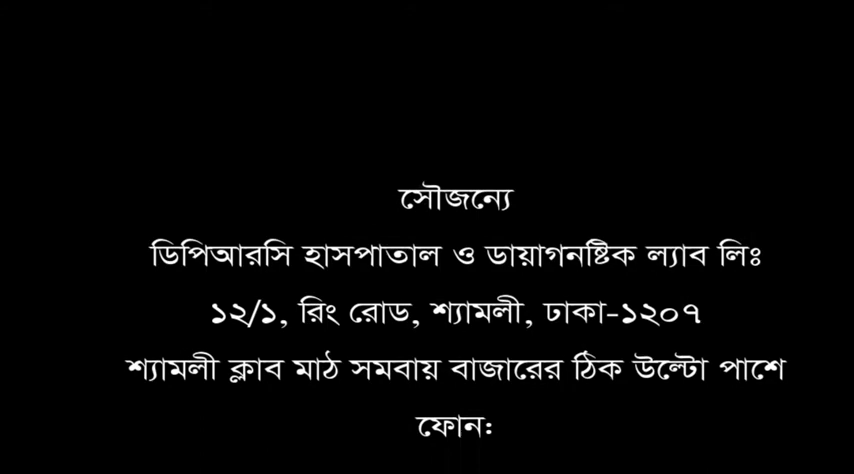 সৌজন্যে
ডিপিআরসি হাসপাতাল ও ডায়াগনষ্টিক ল্যাব লিঃ
১২/১, রিং রোড, শ্যামলী, ঢাকা-১২০৭
শ্যামলী ক্লাব মাঠ সমবায় বাজারের ঠিক উল্টো পাশে
ফোন: